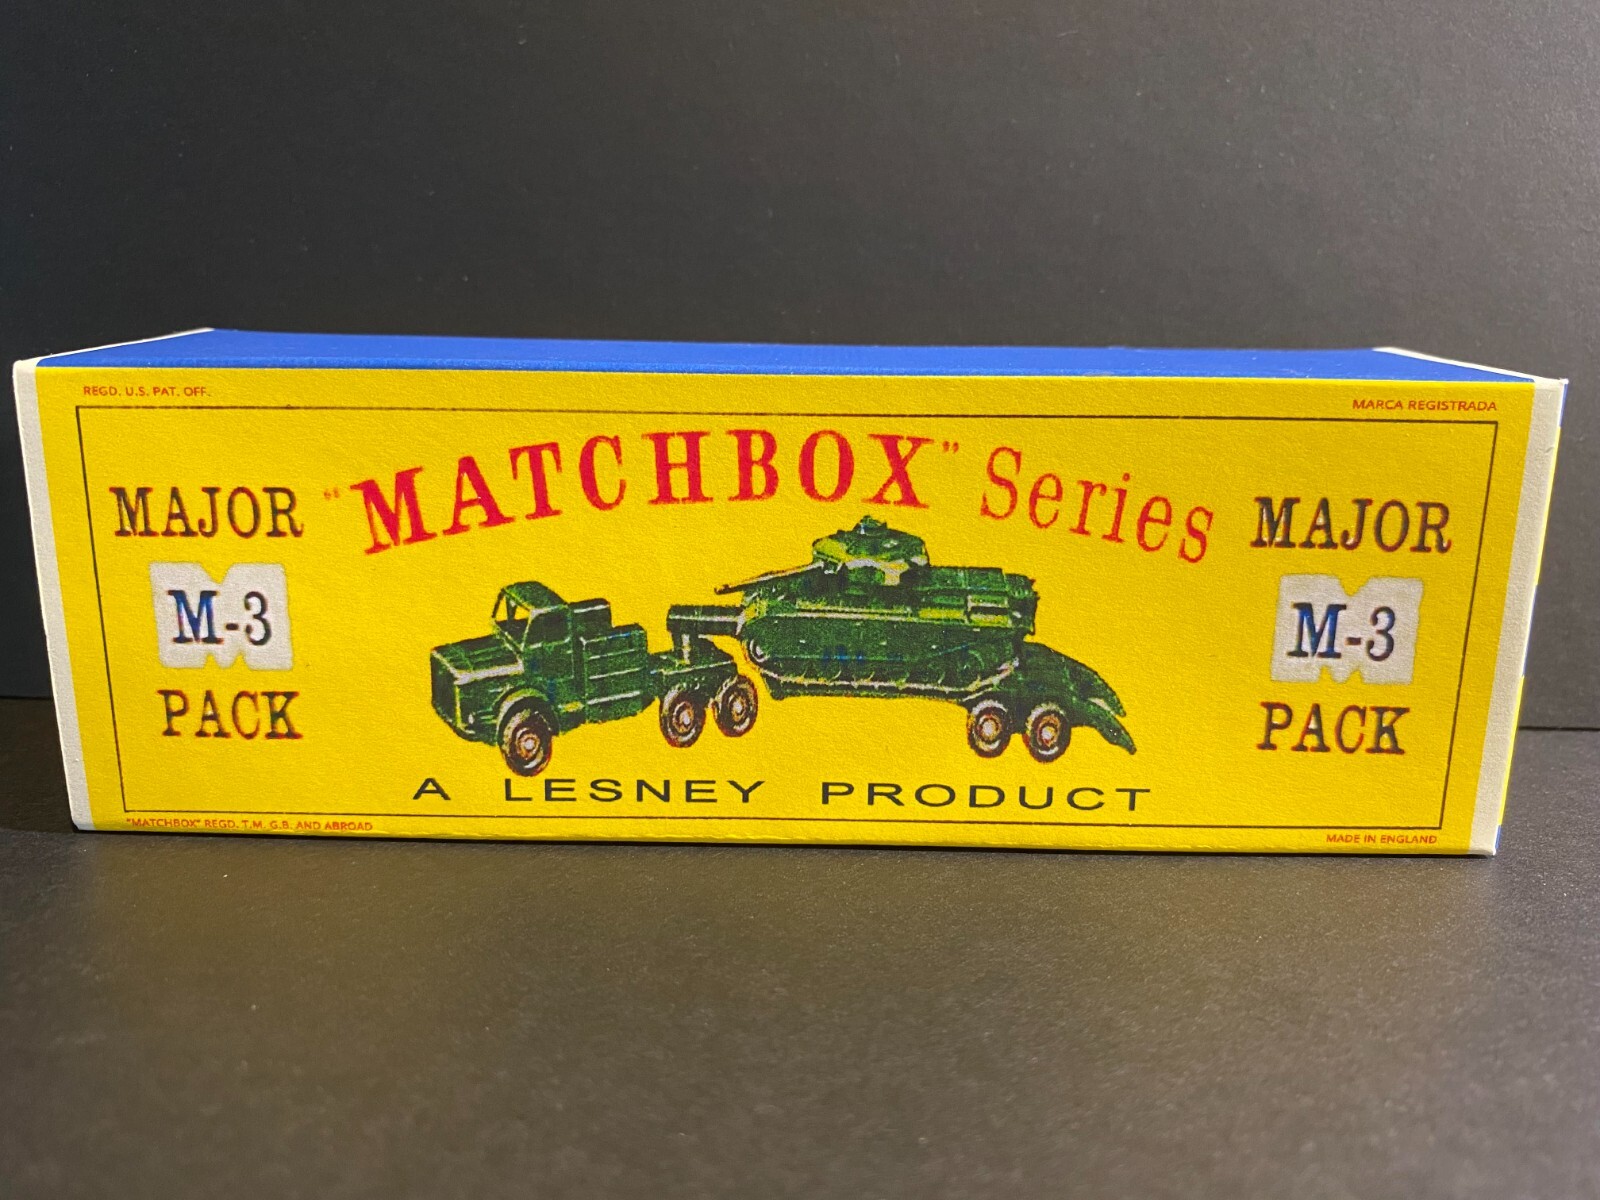 REGD. U.S. PAT. OFF.
MARCA REGISTRADA
"MATCHBOX" Series
MAJOR
M-3
PACK
MAJOR
M-3
PACK
A LESNEY PRODUCT
"MATCHBOX" REGD. T.M. G.B. AND ABROAD
MADE IN ENGLAND